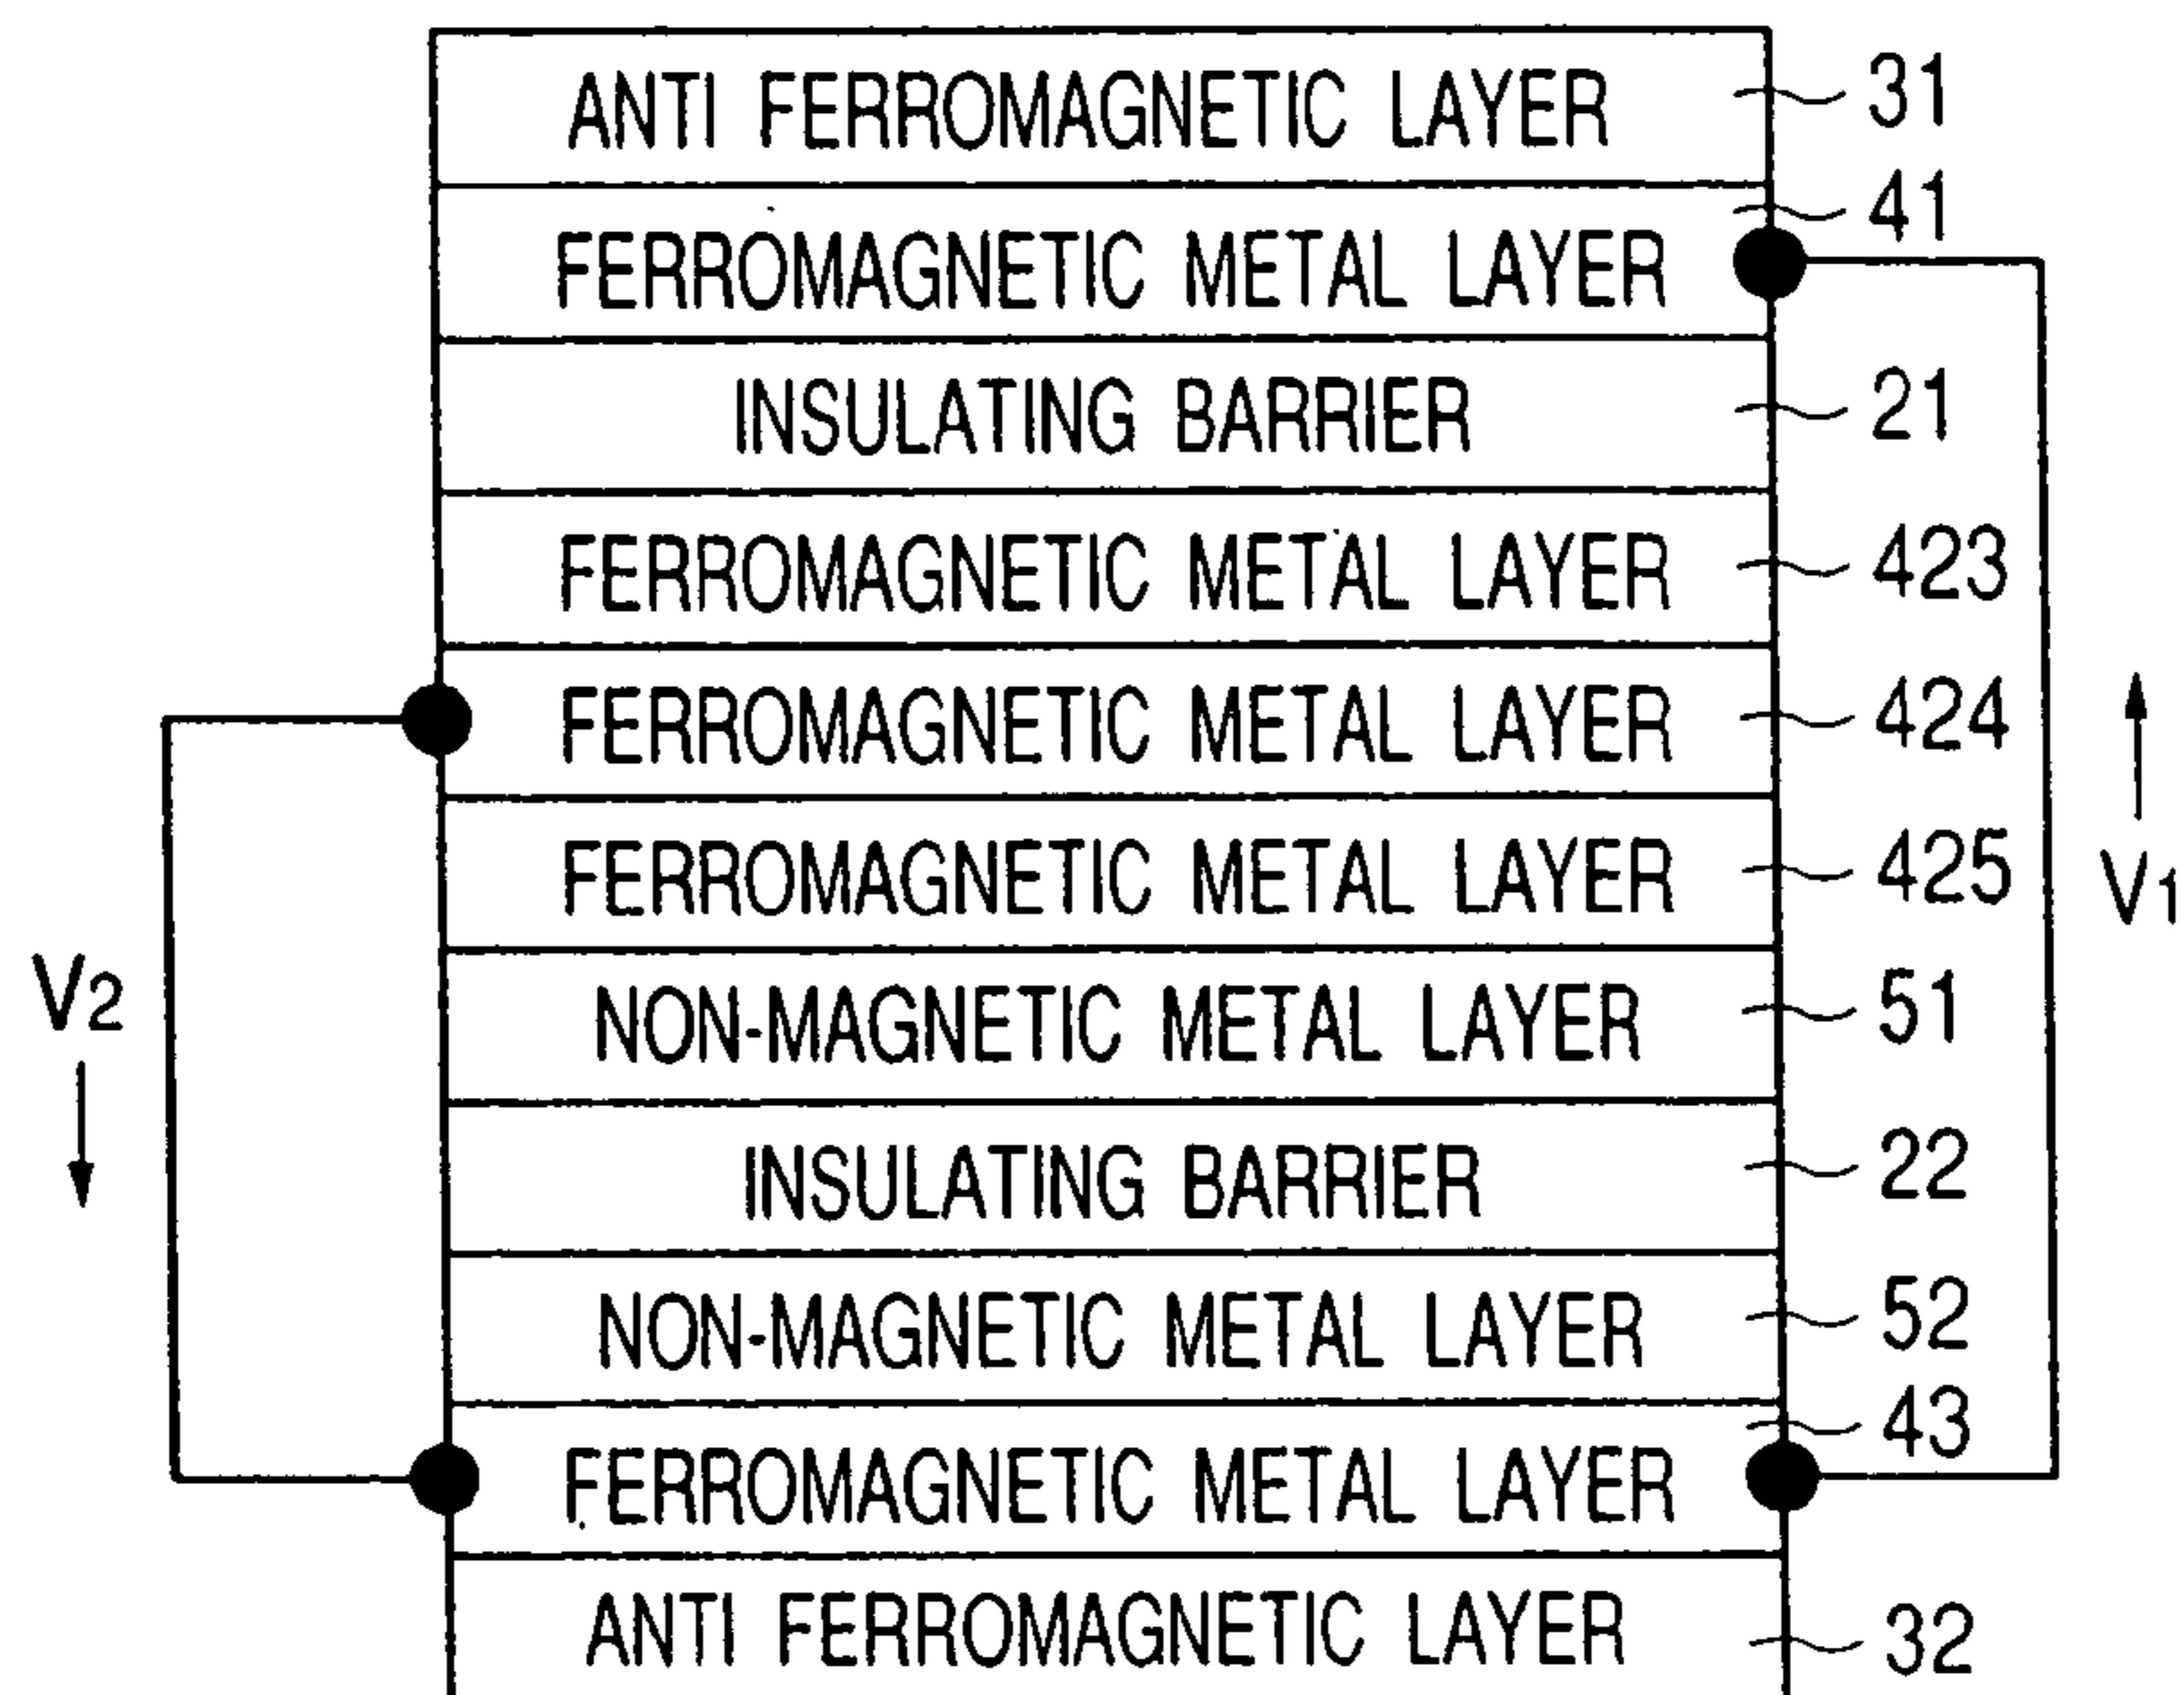 ANTI FERROMAGNETIC LAYER 31
41
FERROMAGNETIC METAL LAYER
INSULATING BARRIER 21
FERROMAGNETIC METAL LAYER 423
FERROMAGNETIC METAL LAYER 424
FERROMAGNETIC METAL LAYER 425
V1
V2
NON-MAGNETIC METAL LAYER 51
INSULATING BARRIER 22
NON-MAGNETIC METAL LAYER 52
43
FERROMAGNETIC METAL LAYER
ANTI FERROMAGNETIC LAYER 32